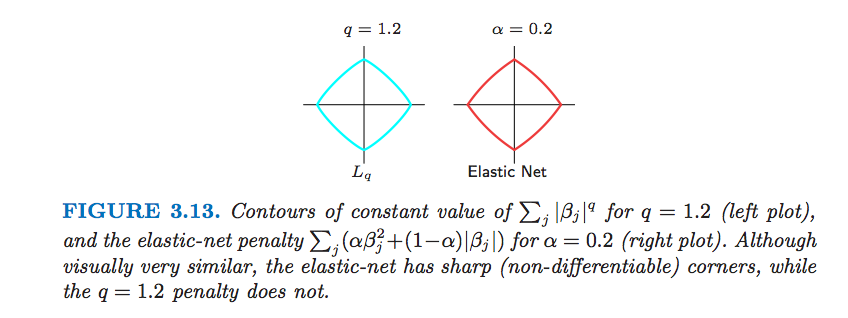 q = 1.2 α = 0.2
L_q Elastic Net
FIGURE 3.13. Contours of constant value of ∑_j |β_j|^q for q = 1.2 (left plot),
and the elastic-net penalty ∑_j(αβ_j^2+(1−α)|β_j|) for α = 0.2 (right plot). Although
visually very similar, the elastic-net has sharp (non-differentiable) corners, while
the q = 1.2 penalty does not.